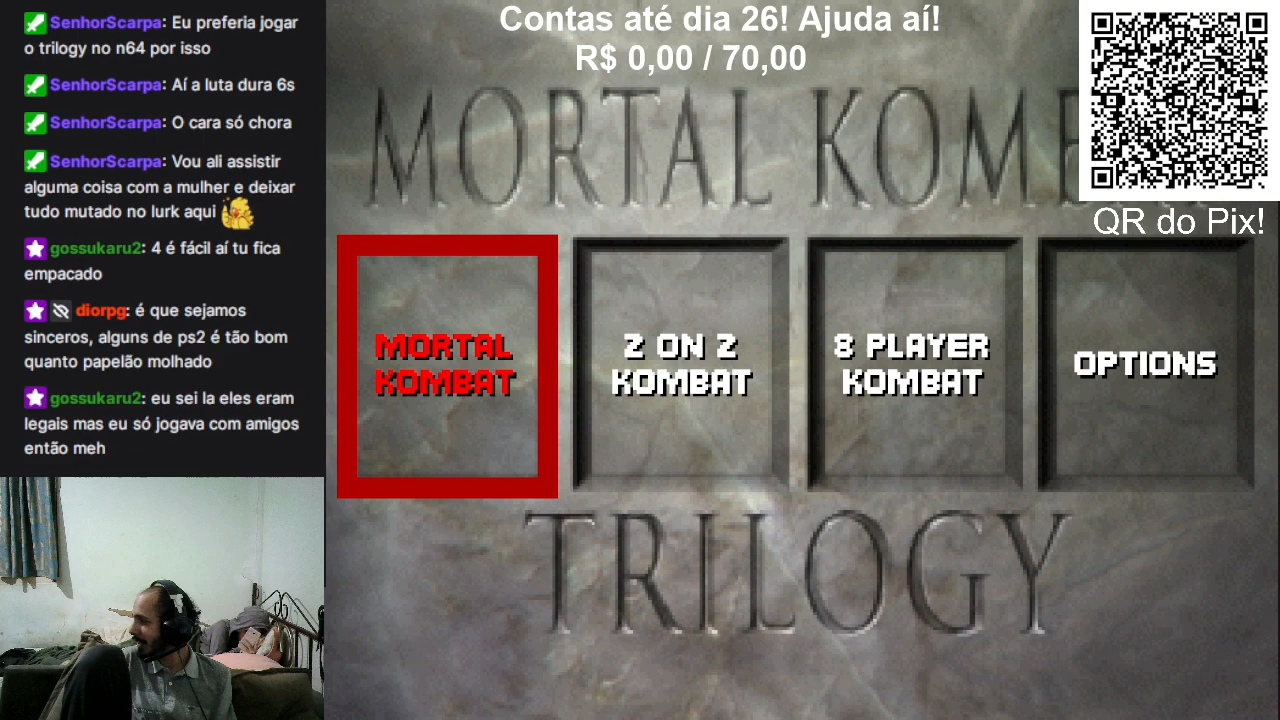 SenhorScarpa: Eu preferia jogar
o trilogy no n64 por isso
SenhorScarpa: Aí a luta dura 6s
SenhorScarpa: O cara só chora
SenhorScarpa: Vou ali assistir
alguma coisa com a mulher e deixar
tudo mutado no lurk aqui
gossukaru2: 4 é fácil aí tu fica
empacado
diorpg: é que sejamos
sinceros, alguns de ps2 é tão bom
quanto papelão molhado
gossukaru2: eu sei la eles eram
legais mas eu só jogava com amigos
então meh
Contas até dia 26! Ajuda aí!
R$ 0,00 / 70,00
QR do Pix!
MORTAL KOMB
MORTAL
KOMBAT
2 ON 2
KOMBAT
8 PLAYER
KOMBAT
OPTIONS
TRILOGY